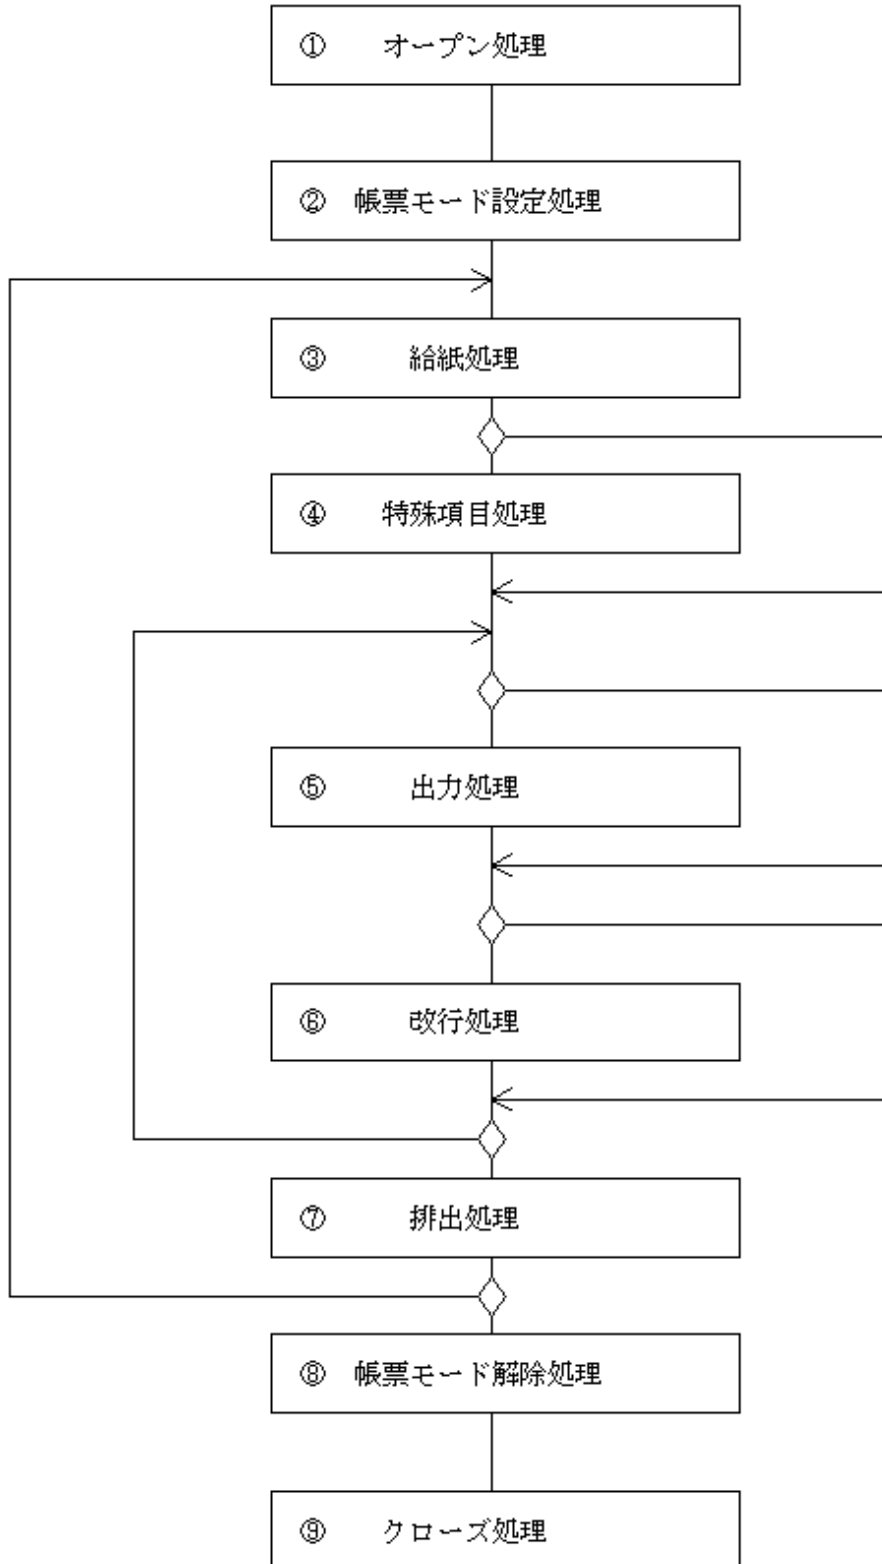 ① オープン処理
② 帳票モード設定処理
③ 給紙処理
④ 特殊項目処理
⑤ 出力処理
⑥ 改行処理
⑦ 排出処理
⑧ 帳票モード解除処理
⑨ クローズ処理